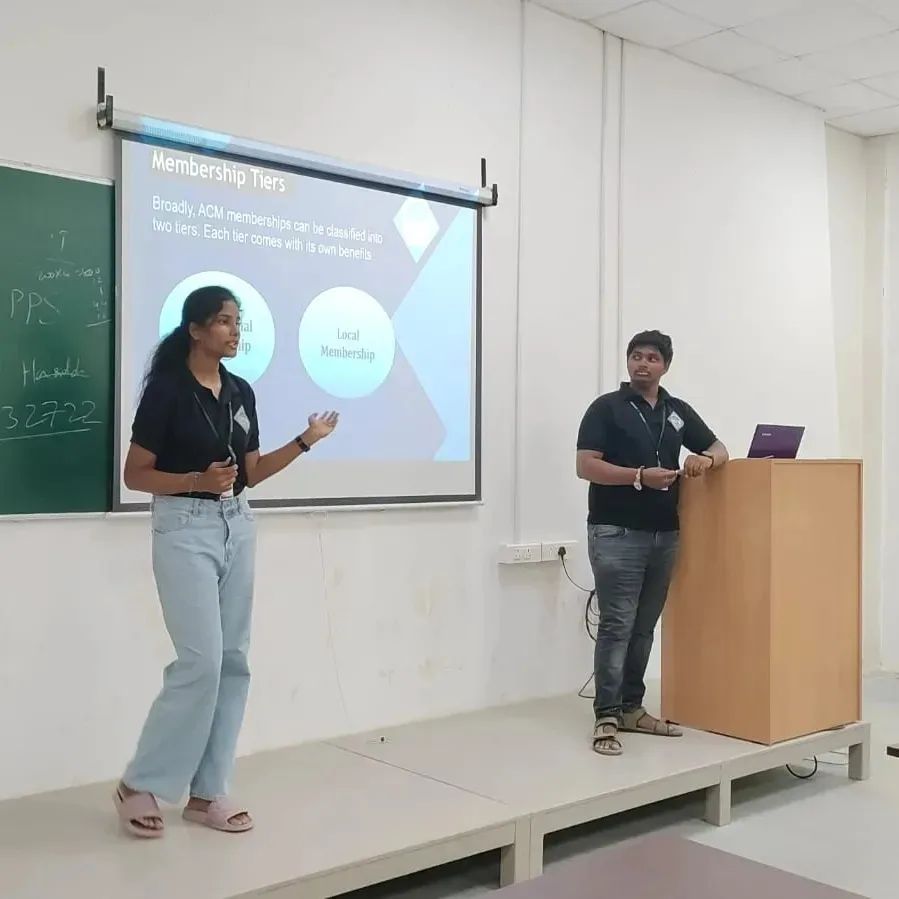 Membership Tiers
Broadly, ACM memberships can be classified into
two tiers. Each tier comes with its own benefits
Local
Membership
PPS
32722